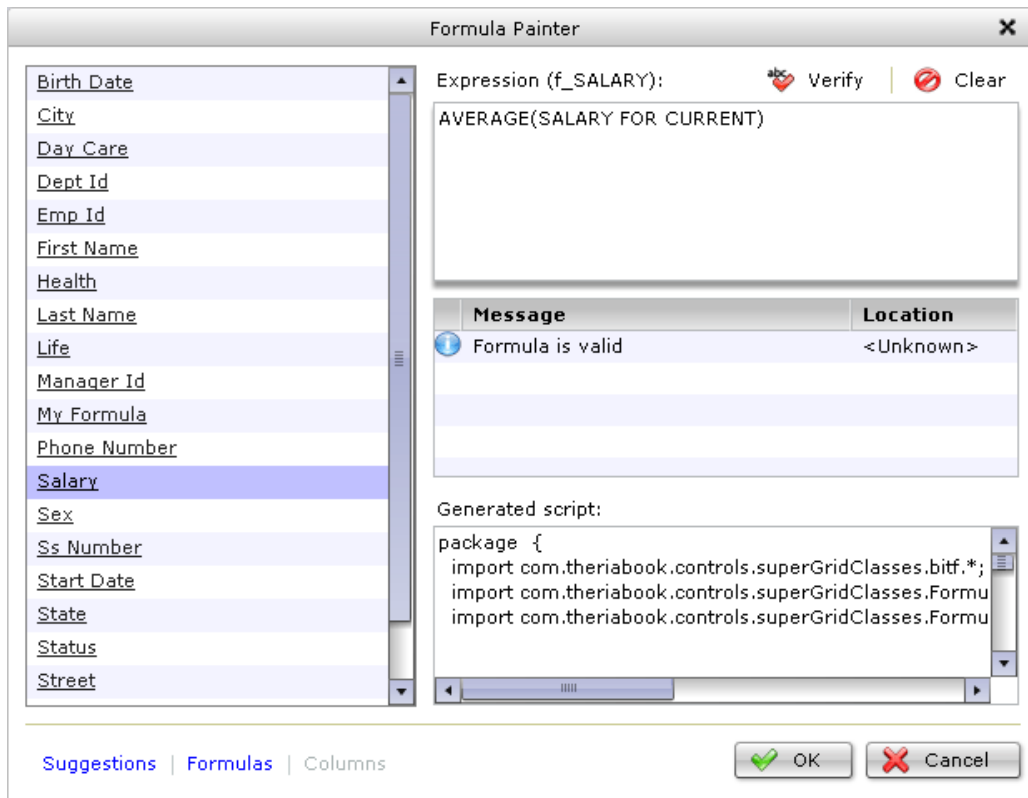 Formula Painter
Birth Date
City
Day Care
Dept Id
Emp Id
First Name
Health
Last Name
Life
Manager Id
My Formula
Phone Number
Salary
Sex
Ss Number
Start Date
State
Status
Street
Expression (f_SALARY):
abc Verify
Clear
AVERAGE(SALARY FOR CURRENT)
Message Location
Formula is valid <Unknown>
Generated script:
package {
import com.theriabook.controls.superGridClasses.bitf.*;
import com.theriabook.controls.superGridClasses.Formu
import com.theriabook.controls.superGridClasses.Formu
Suggestions | Formulas | Columns
OK
Cancel